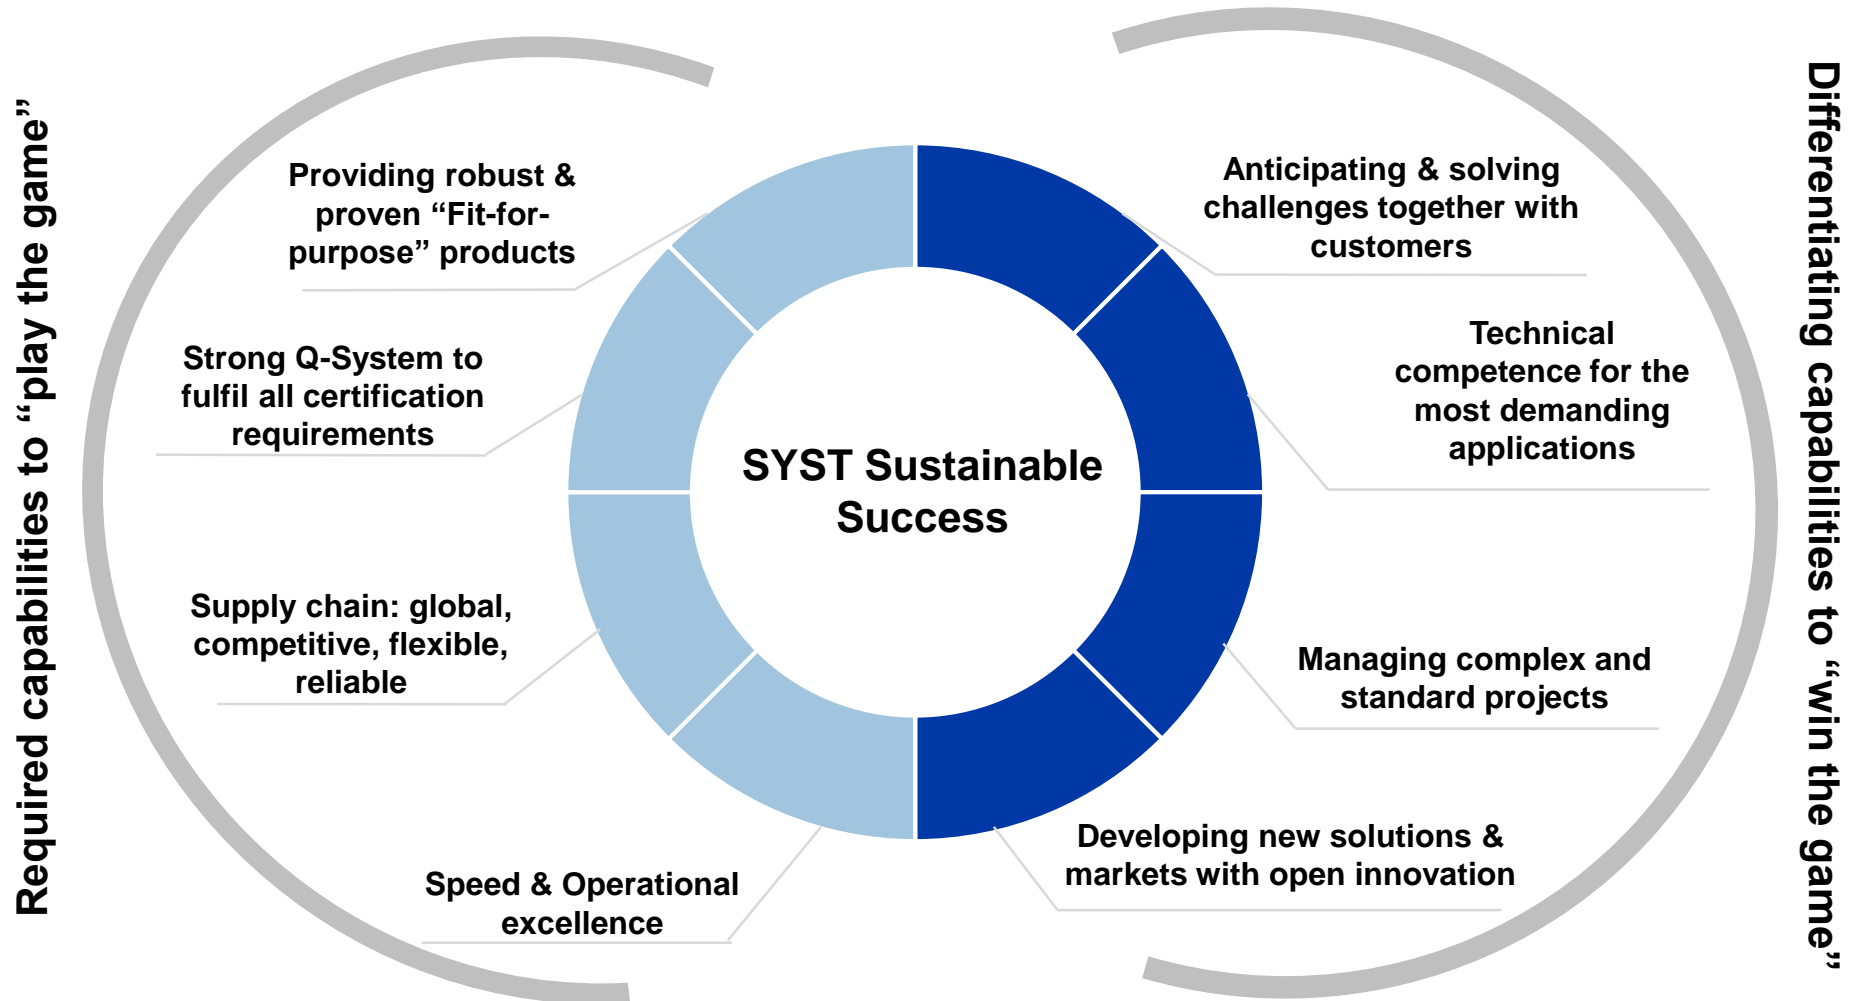 Required capabilities to “play the game”
Providing robust &
proven “Fit-for-
purpose” products
Strong Q-System to
fulfil all certification
requirements
Supply chain: global,
competitive, flexible,
reliable
Speed & Operational
excellence
SYST Sustainable
Success
Anticipating & solving
challenges together with
customers
Technical
competence for the
most demanding
applications
Managing complex and
standard projects
Developing new solutions &
markets with open innovation
Differentiating capabilities to “win the game”